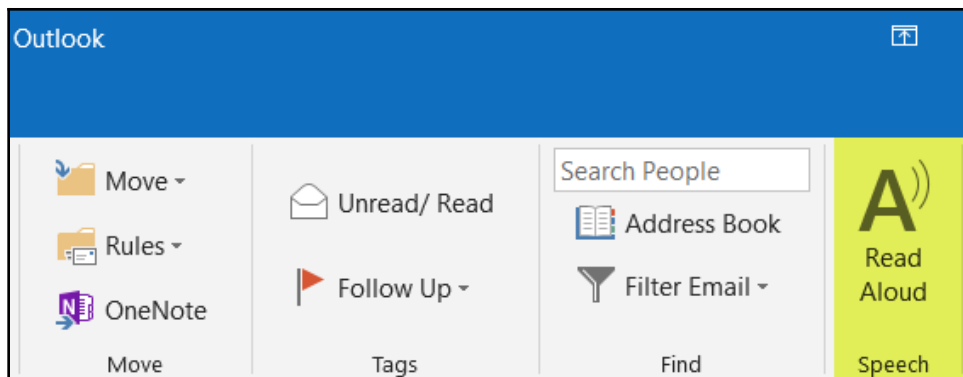 Outlook
Move
Rules
OneNote
Move
Unread/ Read
Follow Up
Tags
Search People
Address Book
Filter Email
Find
A
Read
Aloud
Speech